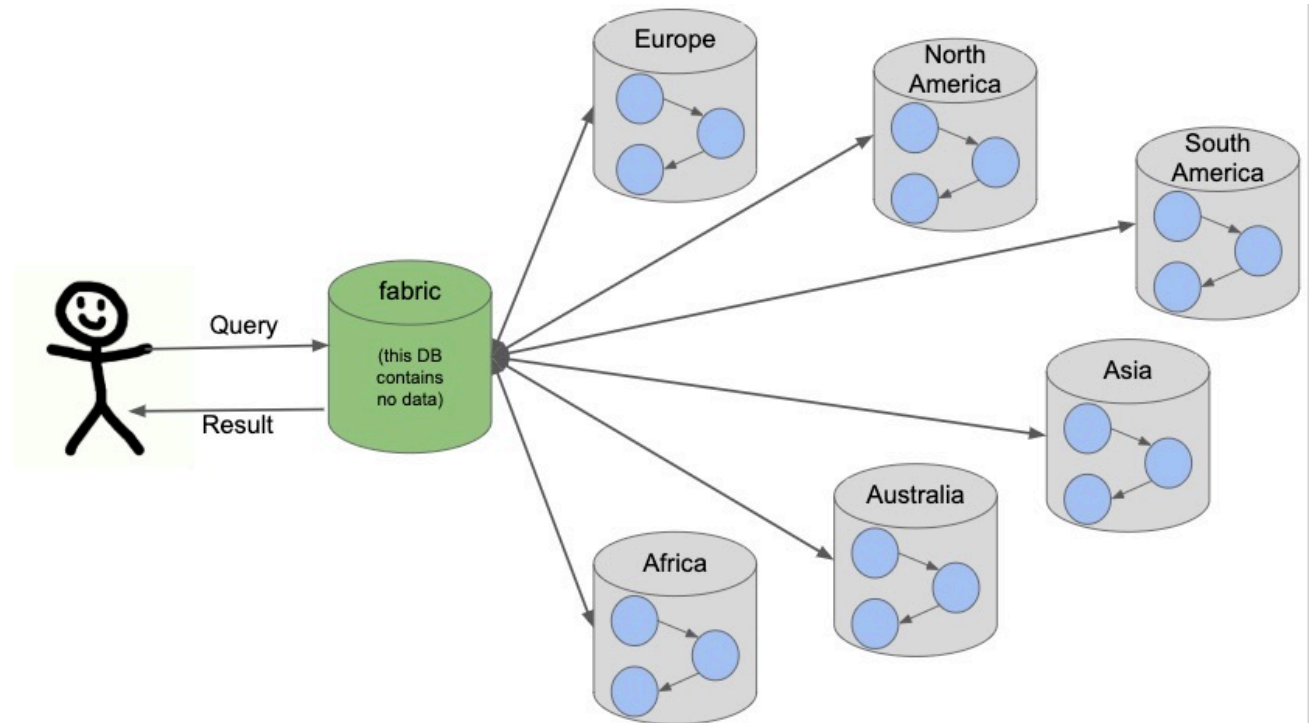 Europe
North
America
South
America
fabric
Query
(this DB
contains
no data)
Result
Asia
Australia
Africa